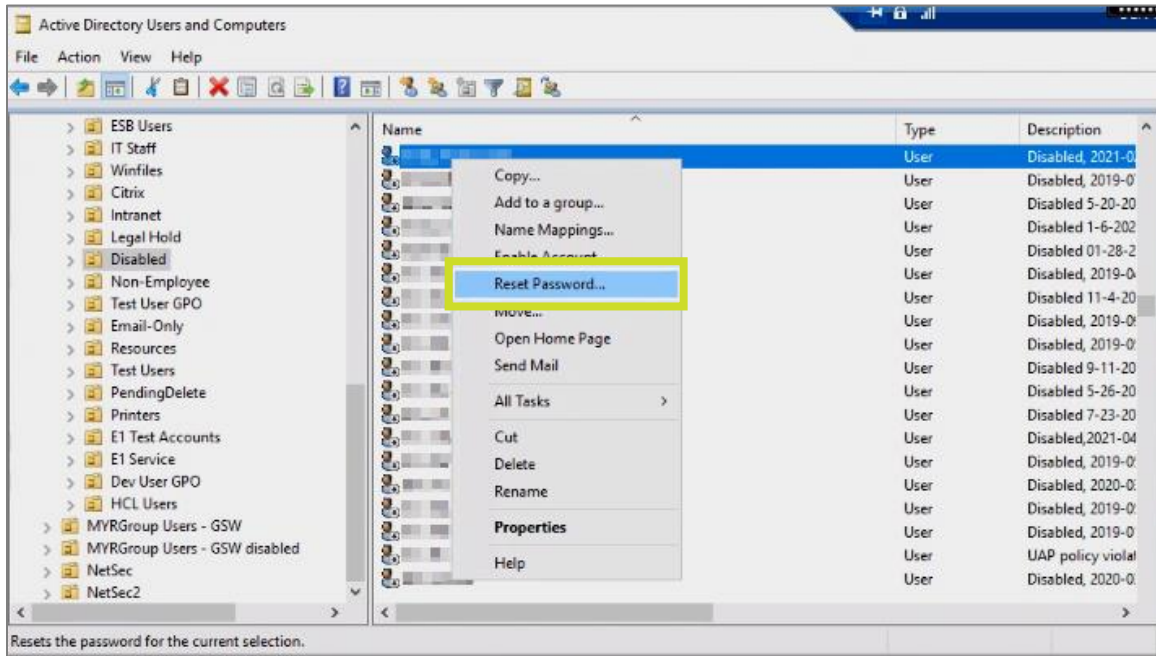 Active Directory Users and Computers
File Action View Help
ESB Users
IT Staff
Winfiles
Citrix
Intranet
Legal Hold
Disabled
Non-Employee
Test User GPO
Email-Only
Resources
Test Users
PendingDelete
Printers
E1 Test Accounts
E1 Service
Dev User GPO
HCL Users
MYRGroup Users - GSW
MYRGroup Users - GSW disabled
NetSec
NetSec2
Name Type Description
User Disabled, 2021-0
User Disabled, 2019-0
User Disabled 5-20-20
User Disabled 1-6-202
User Disabled 01-28-2
User Disabled, 2019-0
User Disabled 11-4-20
User Disabled, 2019-0
User Disabled, 2019-0
User Disabled 9-11-20
User Disabled 5-26-20
User Disabled 7-23-20
User Disabled,2021-04
User Disabled, 2019-0
User Disabled, 2020-0
User Disabled, 2019-0
User Disabled, 2019-0
User UAP policy violat
User Disabled, 2020-0
Copy...
Add to a group...
Name Mappings...
Enable Account
Reset Password...
Move...
Open Home Page
Send Mail
All Tasks
Cut
Delete
Rename
Properties
Help
Resets the password for the current selection.